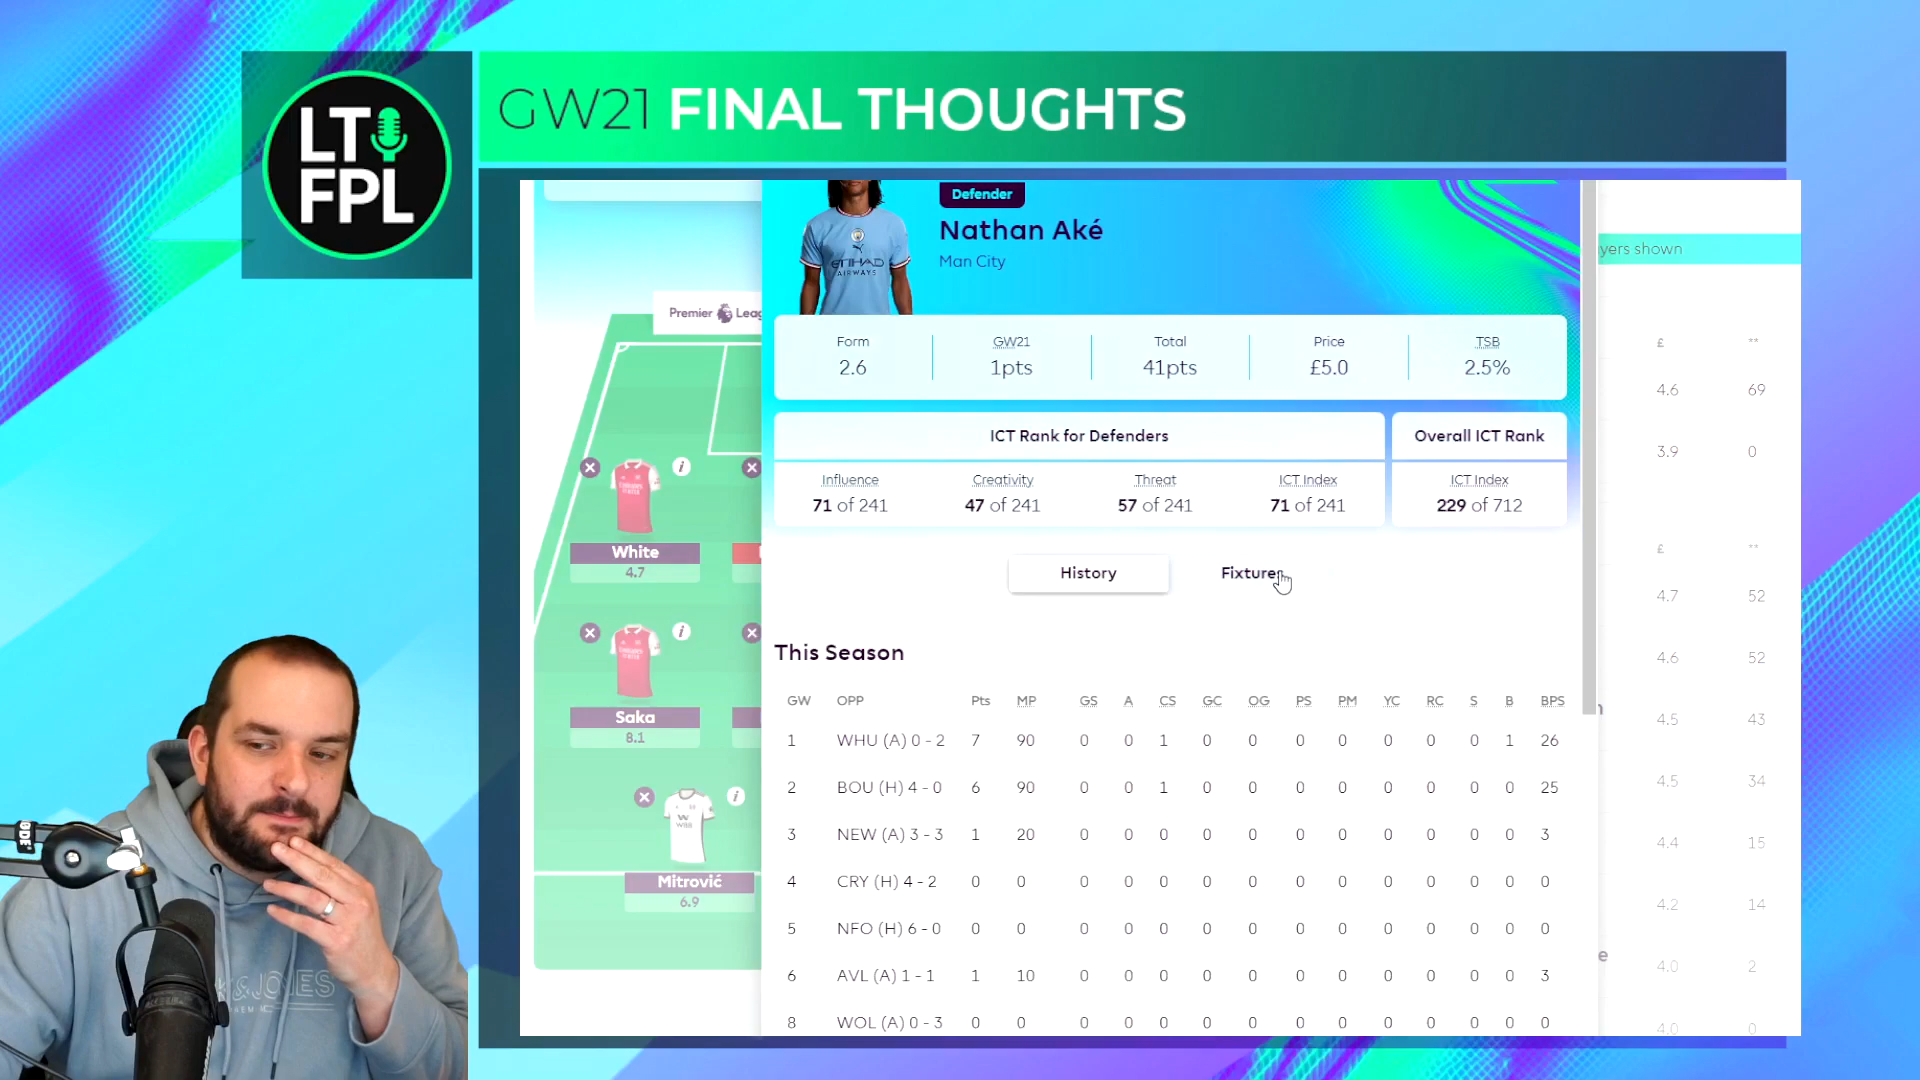 LT
FPL
GW21 FINAL THOUGHTS
Defender
Nathan Aké
Man City
ETIHAD
AIRWAYS
yers shown
Premier Leag
Form
GW21
Total
Price
TSB
2.6
1pts
41pts
£5.0
2.5%
ICT Rank for Defenders
Overall ICT Rank
Influence
Creativity
Threat
ICT Index
ICT Index
71 of 241
47 of 241
57 of 241
71 of 241
229 of 712
History
Fixtures
White
4.7
Saka
8.1
Mitrović
6.9
W88
This Season
GW OPP Pts MP GS A CS GC OG PS PM YC RC S B BPS
1 WHU (A) 0 - 2 7 90 0 0 1 0 0 0 0 0 0 0 1 26
2 BOU (H) 4 - 0 6 90 0 0 1 0 0 0 0 0 0 0 0 25
3 NEW (A) 3 - 3 1 20 0 0 0 0 0 0 0 0 0 0 0 3
4 CRY (H) 4 - 2 0 0 0 0 0 0 0 0 0 0 0 0 0 0
5 NFO (H) 6 - 0 0 0 0 0 0 0 0 0 0 0 0 0 0 0
6 AVL (A) 1 - 1 1 10 0 0 0 0 0 0 0 0 0 0 0 3
8 WOL (A) 0 - 3 0 0 0 0 0 0 0 0 0 0 0 0 0 0
£ **
4.6 69
3.9 0
£ **
4.7 52
4.6 52
4.5 43
4.5 34
4.4 15
4.2 14
e
4.0 2
4.0 0
&JONES